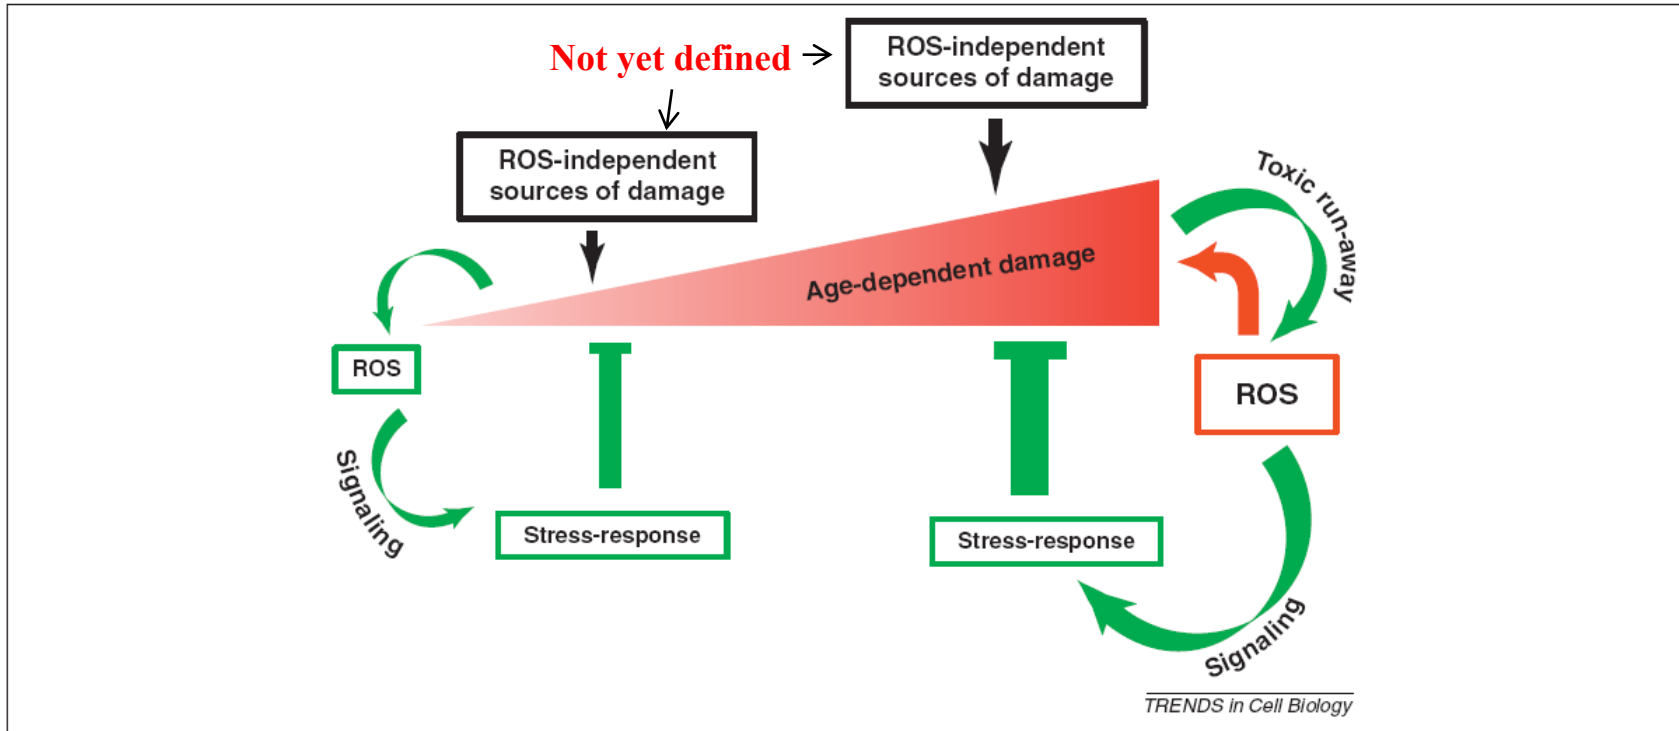 Not yet defined
ROS-independent
sources of damage
ROS-independent
sources of damage
Toxic run-away
Age-dependent damage
ROS
ROS
Signaling
Stress-response
Stress-response
Signaling
TRENDS in Cell Biology